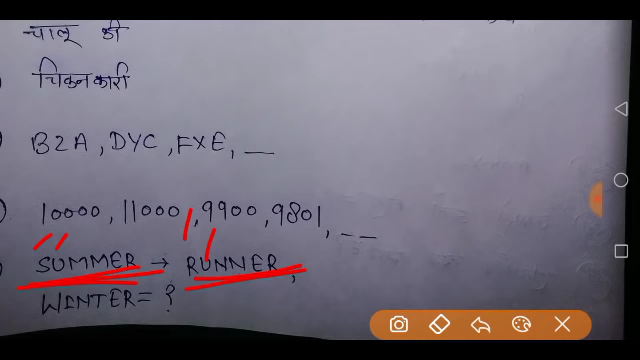 चालू की
चिकनकारी
B2A, DYC, FXE, __
10000, 11000, 9900, 9801, __
SUMMER → RUNNER,
WINTER = ?